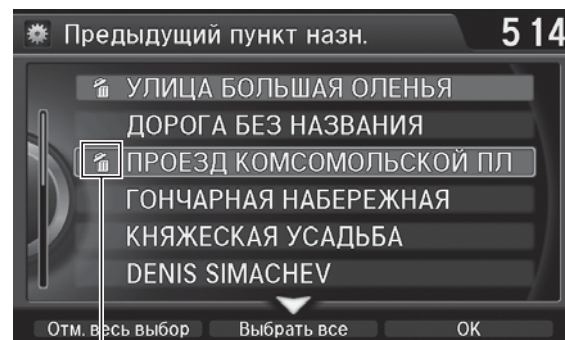 Предыдущий пункт назн. 5 14
УЛИЦА БОЛЬШАЯ ОЛЕНЬЯ
ДОРОГА БЕЗ НАЗВАНИЯ
ПРОЕЗД КОМСОМОЛЬСКОЙ ПЛ
ГОНЧАРНАЯ НАБЕРЕЖНАЯ
КНЯЖЕСКАЯ УСАДЬБА
DENIS SIMACHEV
Отм. весь выбор Выбрать все OK